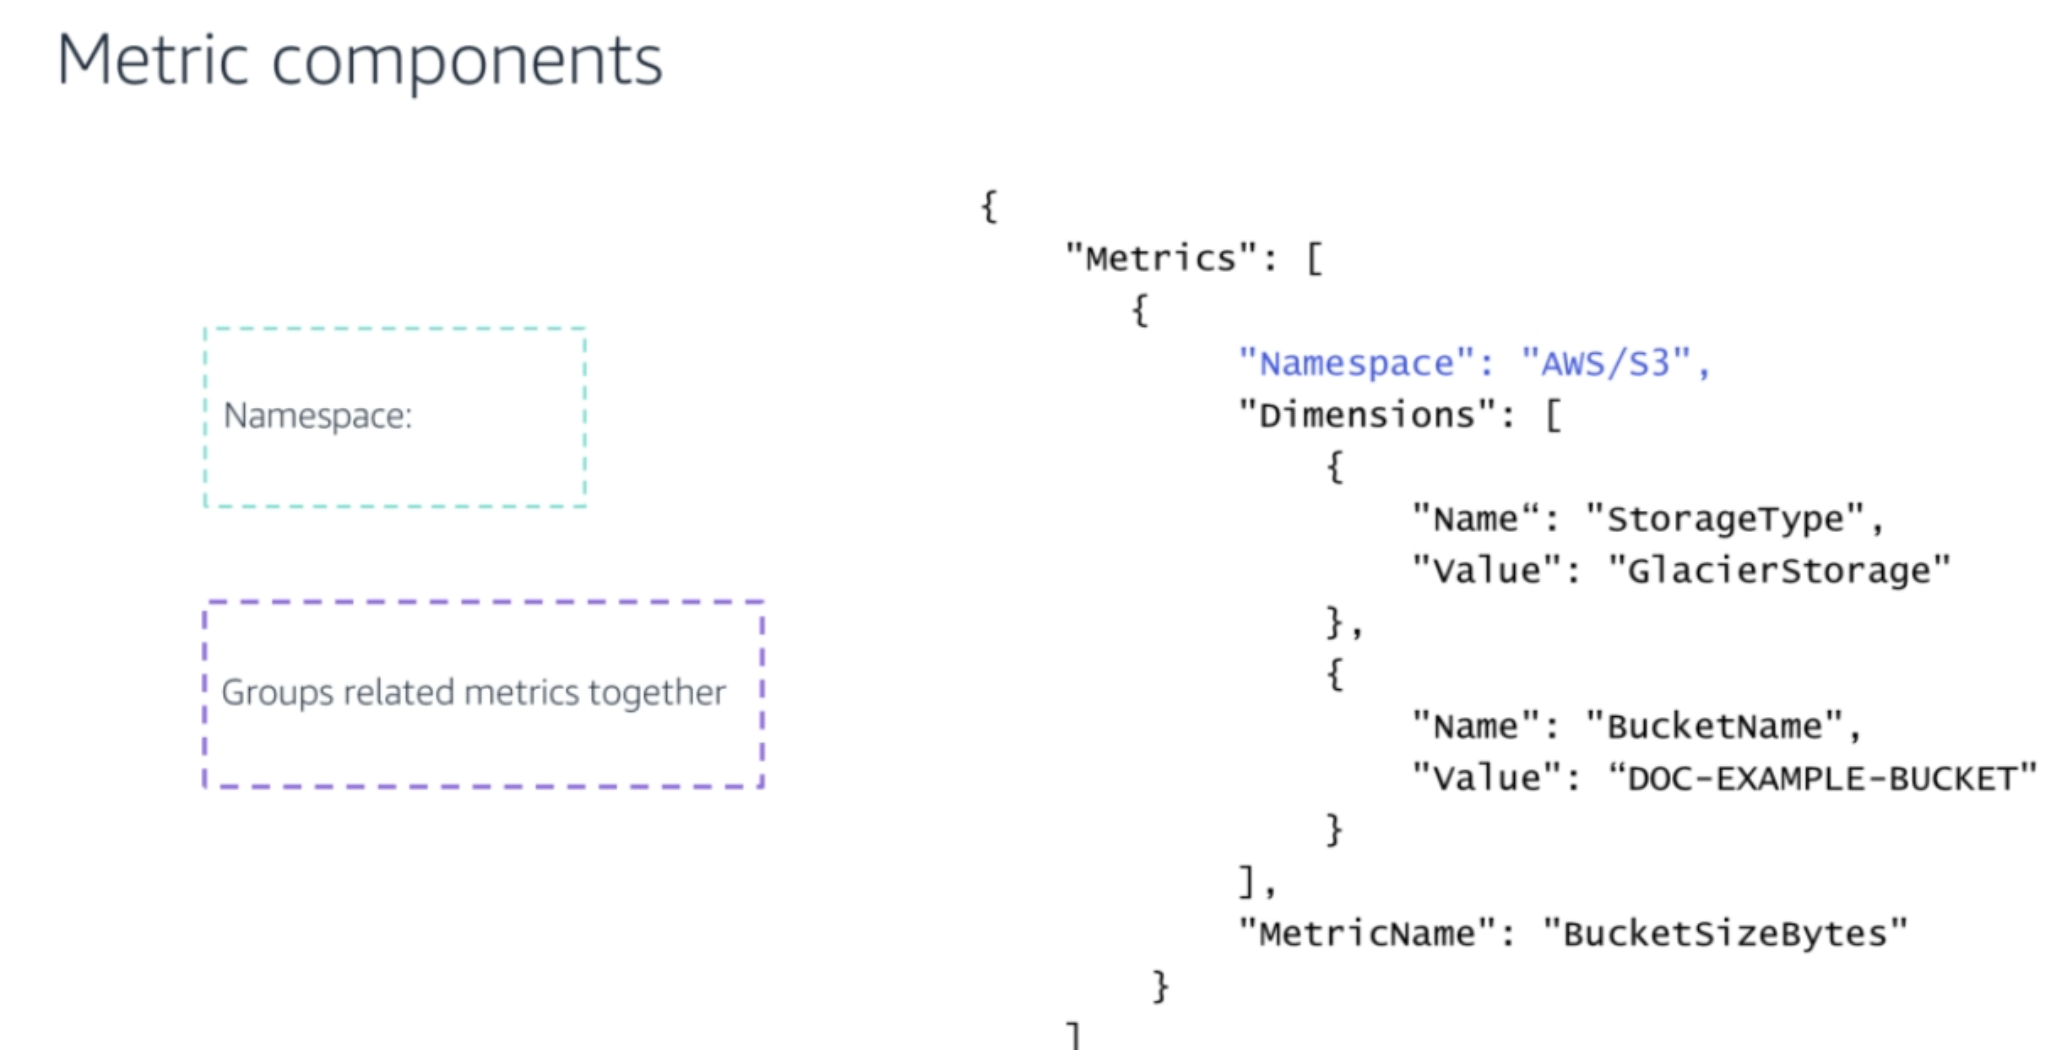 Metric components
Namespace:
Groups related metrics together
{
"Metrics": [
{
"Namespace": "AWS/S3",
"Dimensions": [
{
"Name“: "StorageType",
"Value": "GlacierStorage"
},
{
"Name": "BucketName",
"Value": “DOC-EXAMPLE-BUCKET"
}
],
"MetricName": "BucketSizeBytes"
}
]